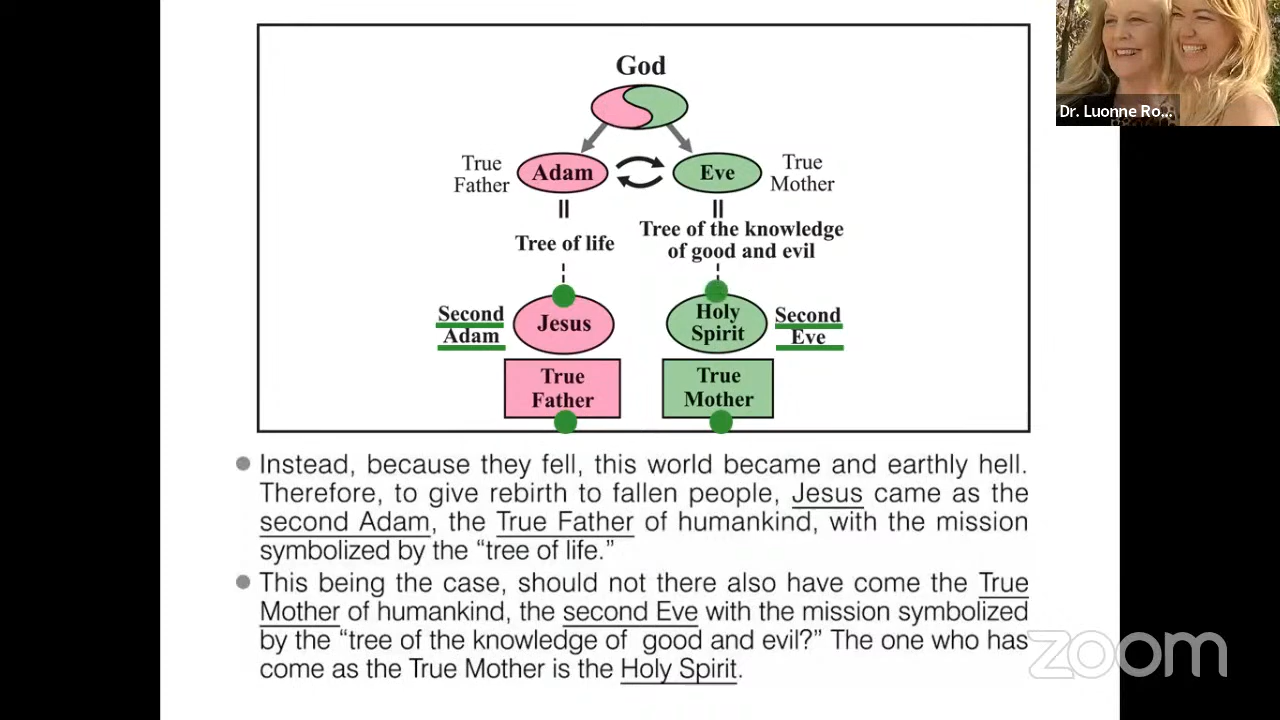 God
True
Father
Adam
Eve
True
Mother
Tree of life
Tree of the knowledge
of good and evil
Second
Adam
Jesus
Holy
Spirit
Second
Eve
True
Father
True
Mother
Instead, because they fell, this world became and earthly hell.
Therefore, to give rebirth to fallen people, Jesus came as the
second Adam, the True Father of humankind, with the mission
symbolized by the “tree of life.”
This being the case, should not there also have come the True
Mother of humankind, the second Eve with the mission symbolized
by the “tree of the knowledge of good and evil?” The one who has
come as the True Mother is the Holy Spirit.
Dr. Luonne Ro...
zoom